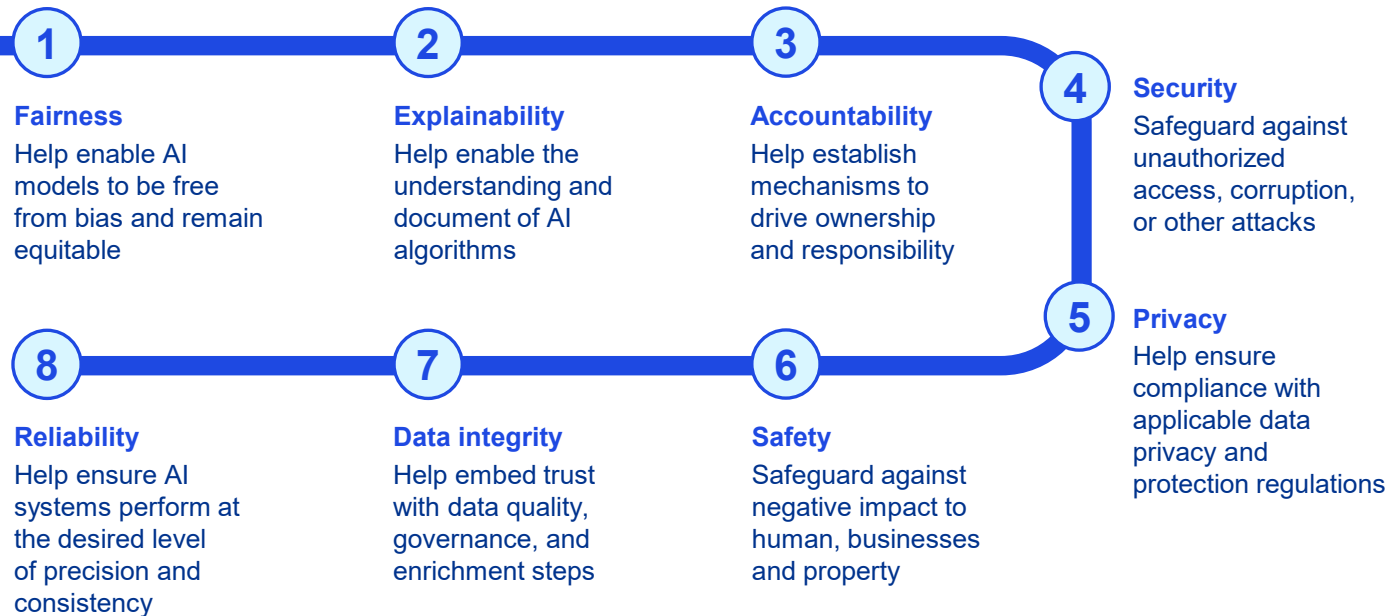 1
Fairness
Help enable AI
models to be free
from bias and remain
equitable
2
Explainability
Help enable the
understanding and
document of AI
algorithms
3
Accountability
Help establish
mechanisms to
drive ownership
and responsibility
4
Security
Safeguard against
unauthorized
access, corruption,
or other attacks
5
Privacy
Help ensure
compliance with
applicable data
privacy and
protection regulations
6
Safety
Safeguard against
negative impact to
human, businesses
and property
7
Data integrity
Help embed trust
with data quality,
governance, and
enrichment steps
8
Reliability
Help ensure AI
systems perform at
the desired level
of precision and
consistency